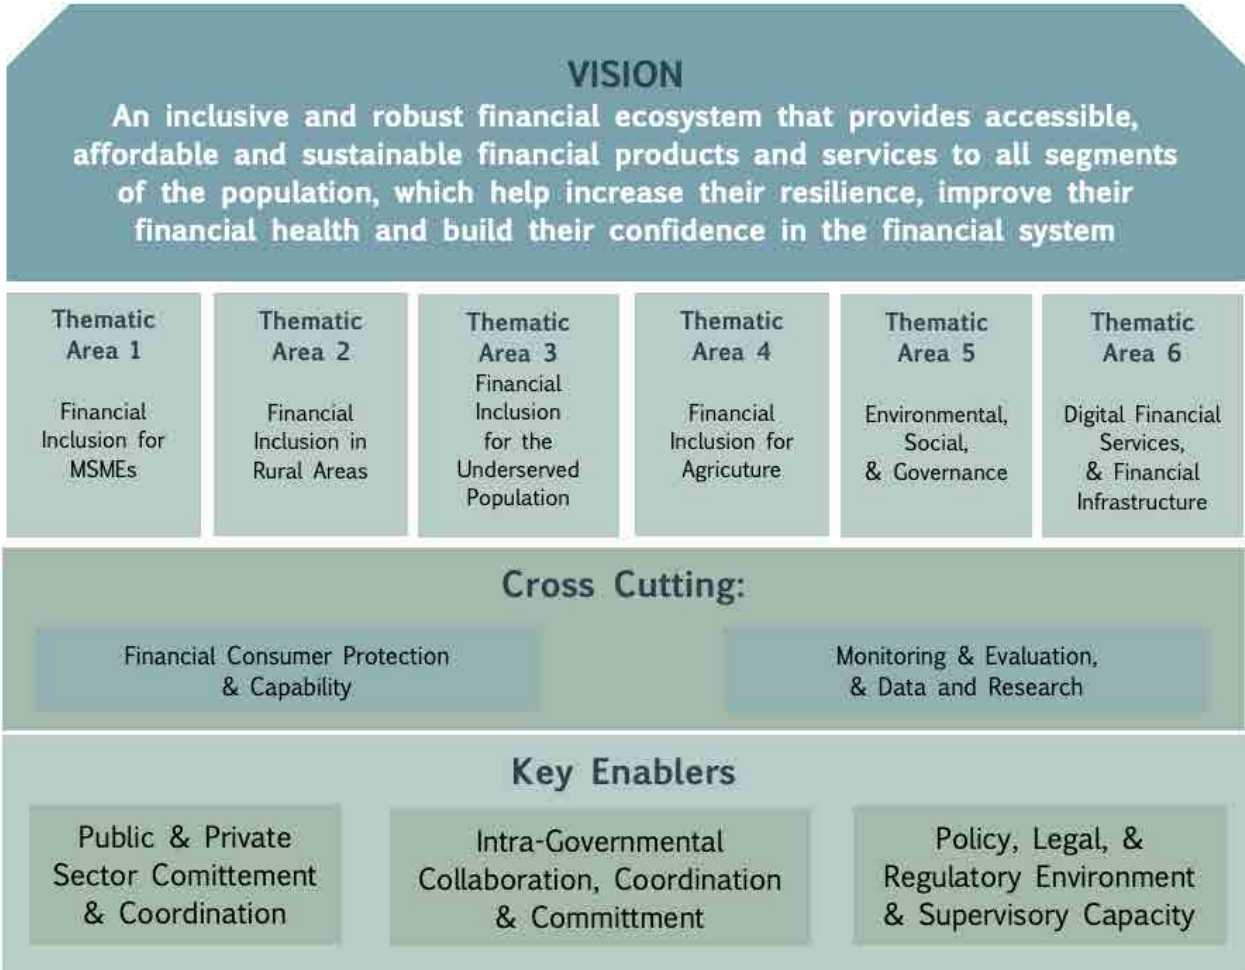 VISION
An inclusive and robust financial ecosystem that provides accessible,
affordable and sustainable financial products and services to all segments
of the population, which help increase their resilience, improve their
financial health and build their confidence in the financial system
Thematic
Area 1
Financial
Inclusion for
MSMEs
Thematic
Area 2
Financial
Inclusion in
Rural Areas
Thematic
Area 3
Financial
Inclusion
for the
Underserved
Population
Thematic
Area 4
Financial
Inclusion for
Agricuture
Thematic
Area 5
Environmental,
Social,
& Governance
Thematic
Area 6
Digital Financial
Services,
& Financial
Infrastructure
Cross Cutting:
Financial Consumer Protection
& Capability
Monitoring & Evaluation,
& Data and Research
Key Enablers
Public & Private
Sector Comittement
& Coordination
Intra-Governmental
Collaboration, Coordination
& Committment
Policy, Legal, &
Regulatory Environment
& Supervisory Capacity